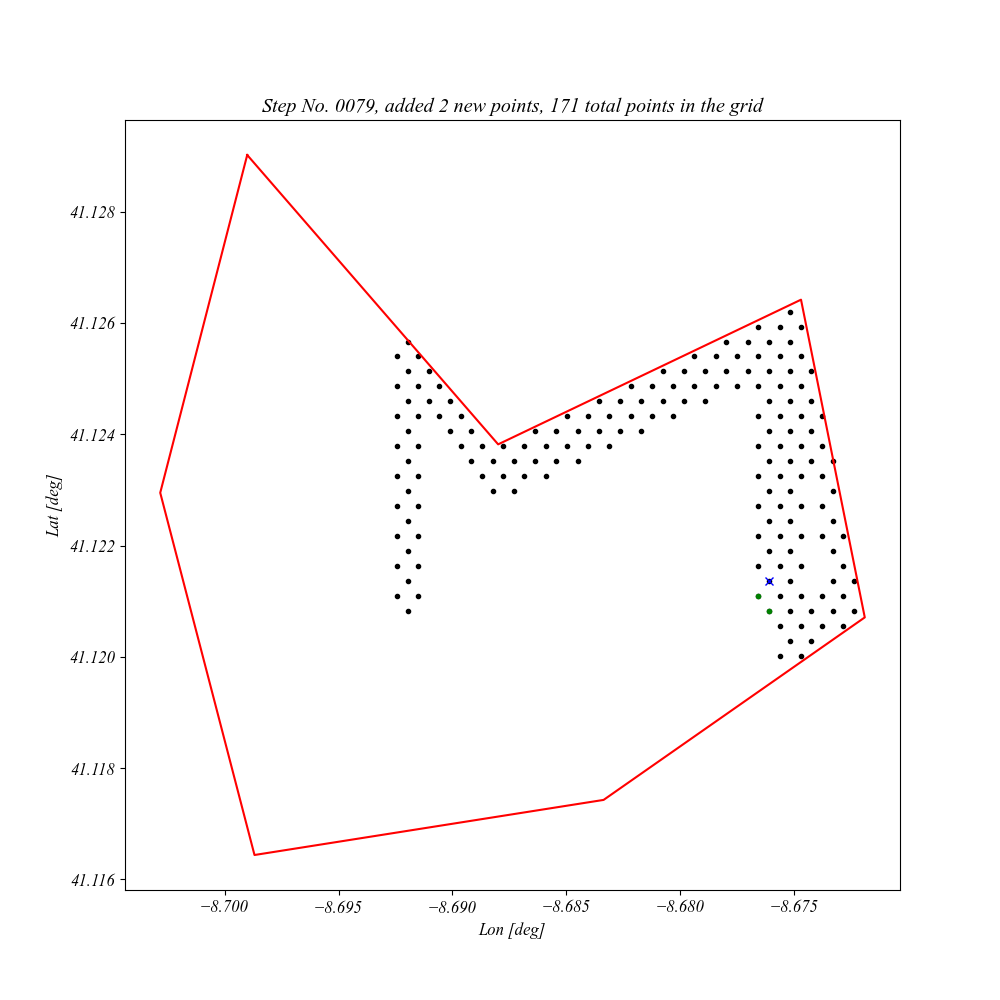 Step No. 0079, added 2 new points, 171 total points in the grid
41.128
41.126
41.124
41.122
41.120
41.118
41.116
Lat [deg]
−8.700 −8.695 −8.690 −8.685 −8.680 −8.675
Lon [deg]